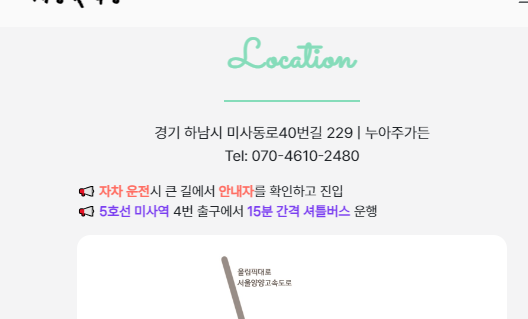 Location
경기 하남시 미사동로40번길 229 | 누아주가든
Tel: 070-4610-2480
자차 운전시 큰 길에서 안내자를 확인하고 진입
5호선 미사역 4번 출구에서 15분 간격 셔틀버스 운행
올림픽대로
서울양양고속도로